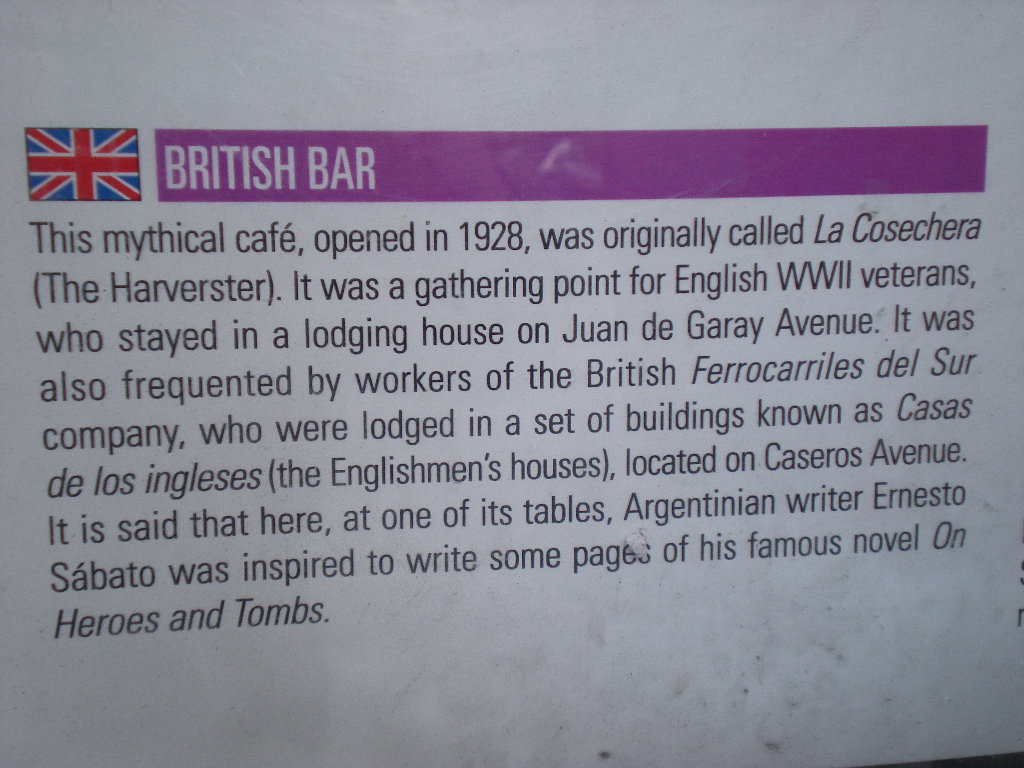 BRITISH BAR
This mythical café, opened in 1928, was originally called La Cosechera
(The Harverster). It was a gathering point for English WWII veterans,
who stayed in a lodging house on Juan de Garay Avenue. It was
also frequented by workers of the British Ferrocarriles del Sur
company, who were lodged in a set of buildings known as Casas
de los ingleses (the Englishmen's houses), located on Caseros Avenue.
It is said that here, at one of its tables, Argentinian writer Ernesto
Sábato was inspired to write some pages of his famous novel On
Heroes and Tombs.